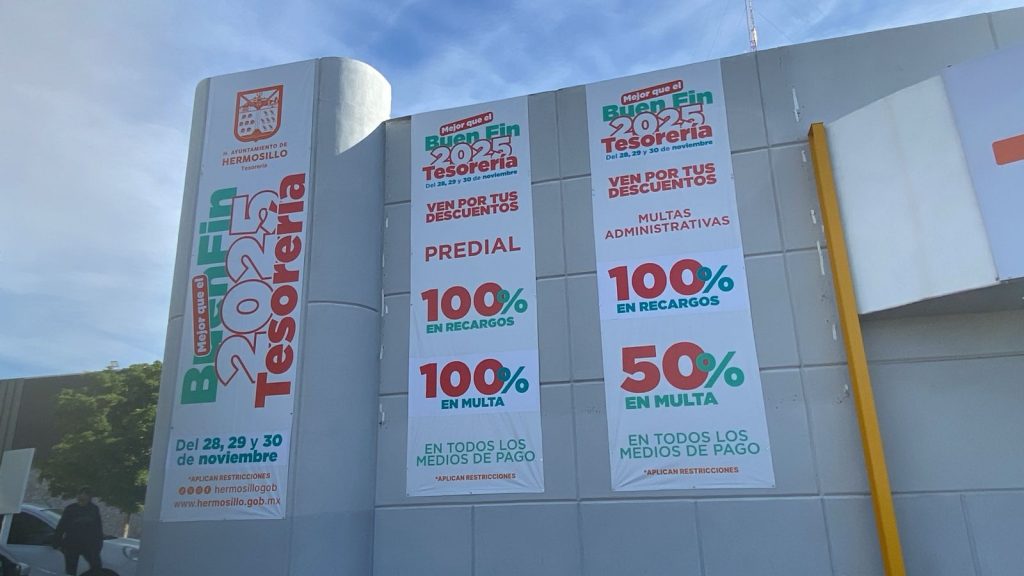 H. AYUNTAMIENTO DE
HERMOSILLO
Tesorería
Mejor que el
Buen Fin
2025
Tesorería
Del 28, 29 y 30
de noviembre
*APLICAN RESTRICCIONES
hermosillogob
www.hermosillo.gob.mx
Mejor que el
Buen Fin
2025
Tesorería
Del 28, 29 y 30 de noviembre
VEN POR TUS
DESCUENTOS
PREDIAL
100%
EN RECARGOS
100%
EN MULTA
EN TODOS LOS
MEDIOS DE PAGO
*APLICAN RESTRICCIONES
Mejor que el
Buen Fin
2025
Tesorería
Del 28, 29 y 30 de noviembre
VEN POR TUS
DESCUENTOS
MULTAS
ADMINISTRATIVAS
100%
EN RECARGOS
50%
EN MULTA
EN TODOS LOS
MEDIOS DE PAGO
*APLICAN RESTRICCIONES